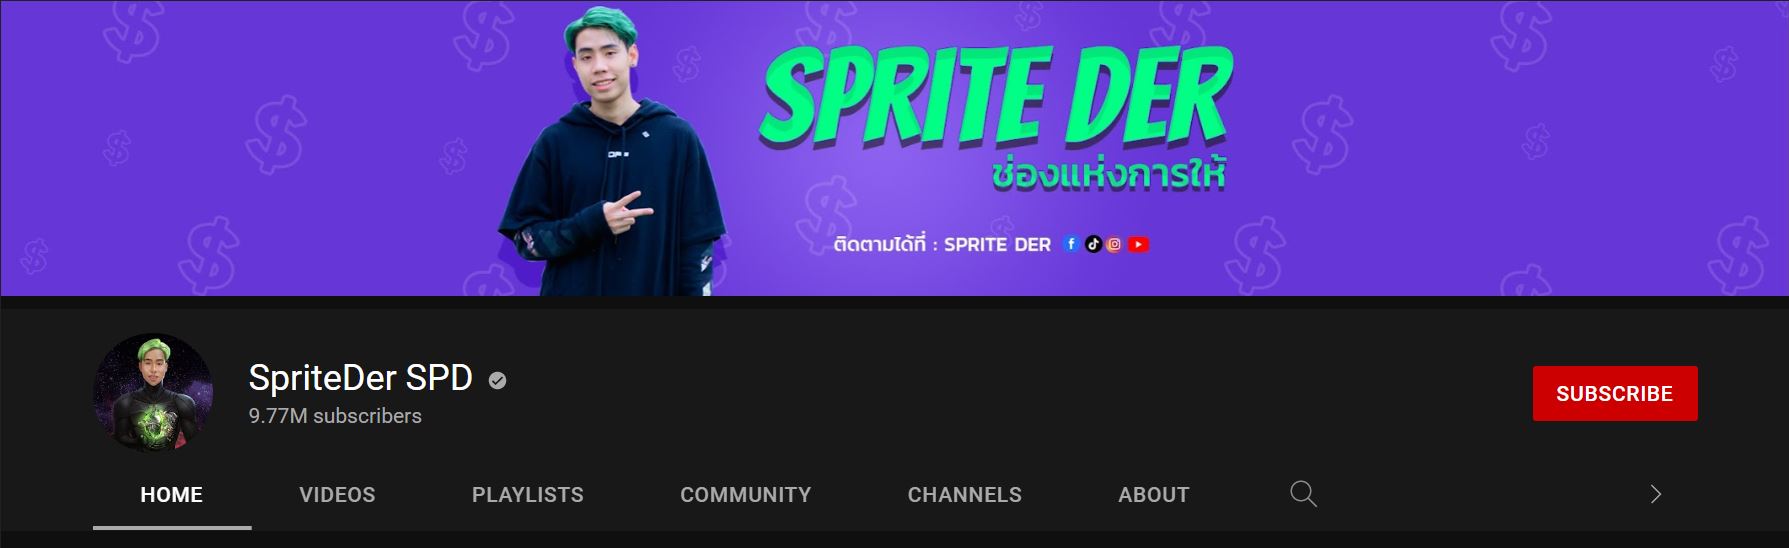 SPRITE DER
ช่องแห่งการให้
ติดตามได้ที่ : SPRITE DER
SpriteDer SPD
9.77M subscribers
SUBSCRIBE
HOME VIDEOS PLAYLISTS COMMUNITY CHANNELS ABOUT